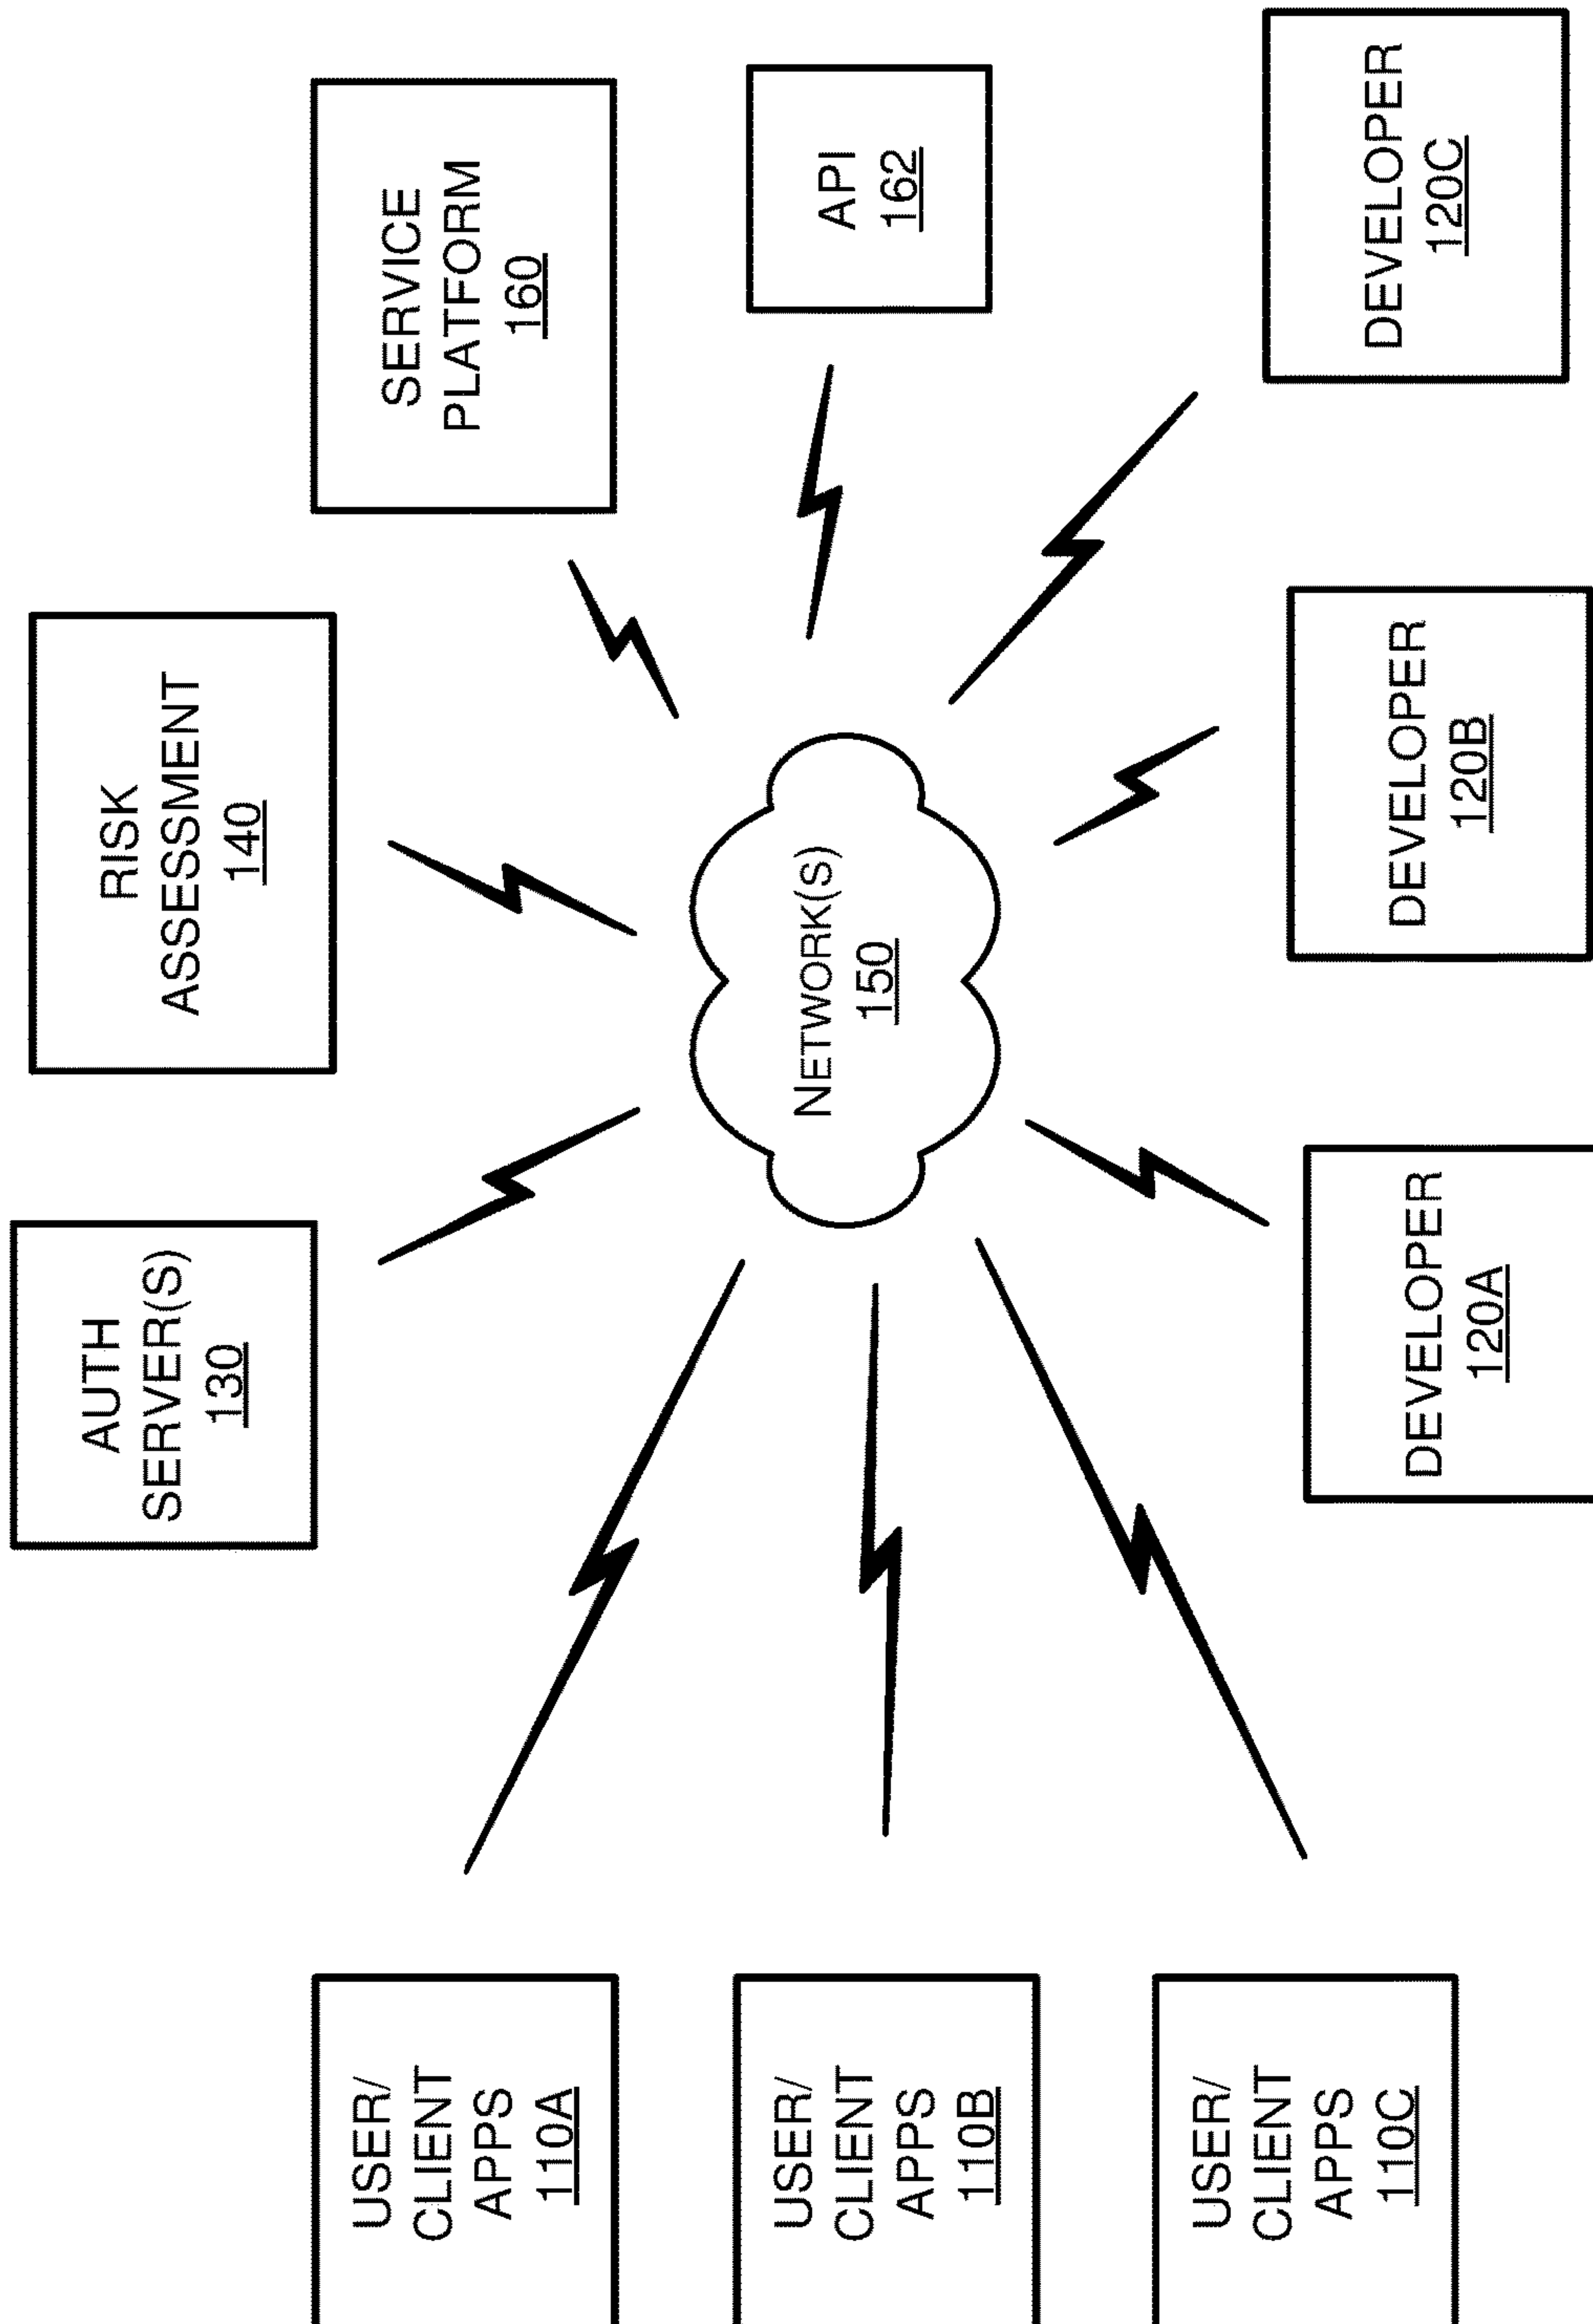 AUTH
SERVER(S)
130
RISK
ASSESSMENT
140
SERVICE
PLATFORM
160
USER/
CLIENT
APPS
110A
USER/
CLIENT
APPS
110B
USER/
CLIENT
APPS
110C
NETWORK(S)
150
API
162
DEVELOPER
120A
DEVELOPER
120B
DEVELOPER
120C